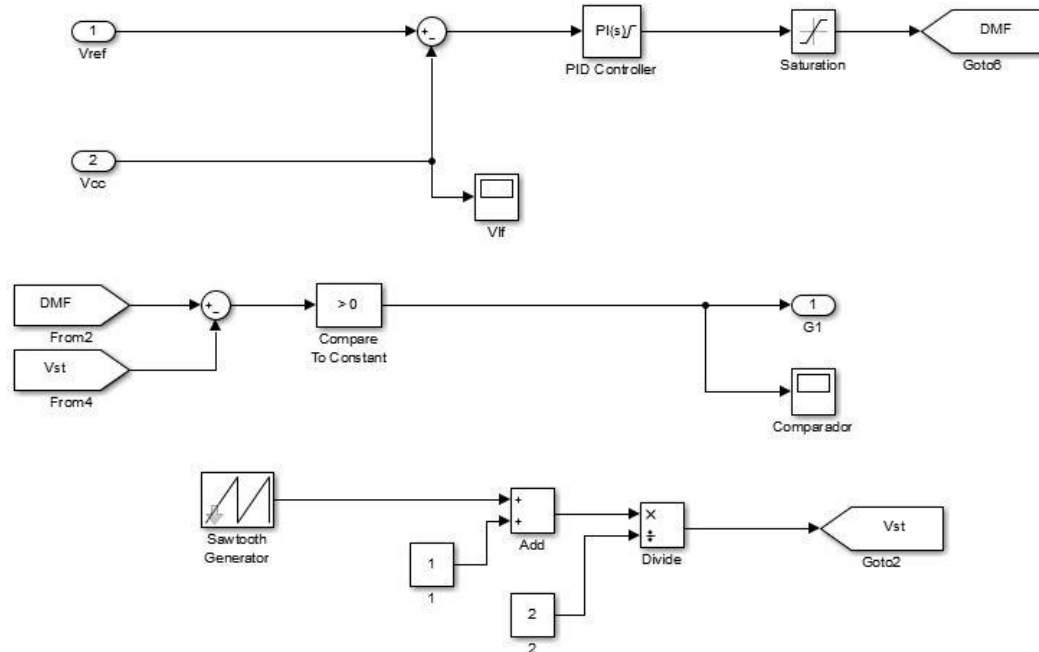 1
Vref
+
-
PI(s)
PID Controller
Saturation
DMF
Goto6
2
Vcc
Vlf
DMF
From2
Vst
From4
+
-
> 0
Compare
To Constant
1
G1
Comparador
Sawtooth
Generator
+
+
Add
1
1
×
÷
Divide
2
2
Vst
Goto2